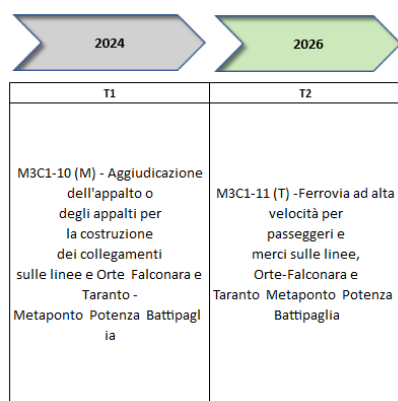 2024
2026
T1
T2
M3C1-10 (M) - Aggiudicazione
dell'appalto o
degli appalti per
la costruzione
dei collegamenti
sulle linee e Orte Falconara e
Taranto -
Metaponto Potenza Battipagl
ia
M3C1-11 (T) -Ferrovia ad alta
velocità per
passeggeri e
merci sulle linee,
Orte-Falconara e
Taranto Metaponto Potenza
Battipaglia